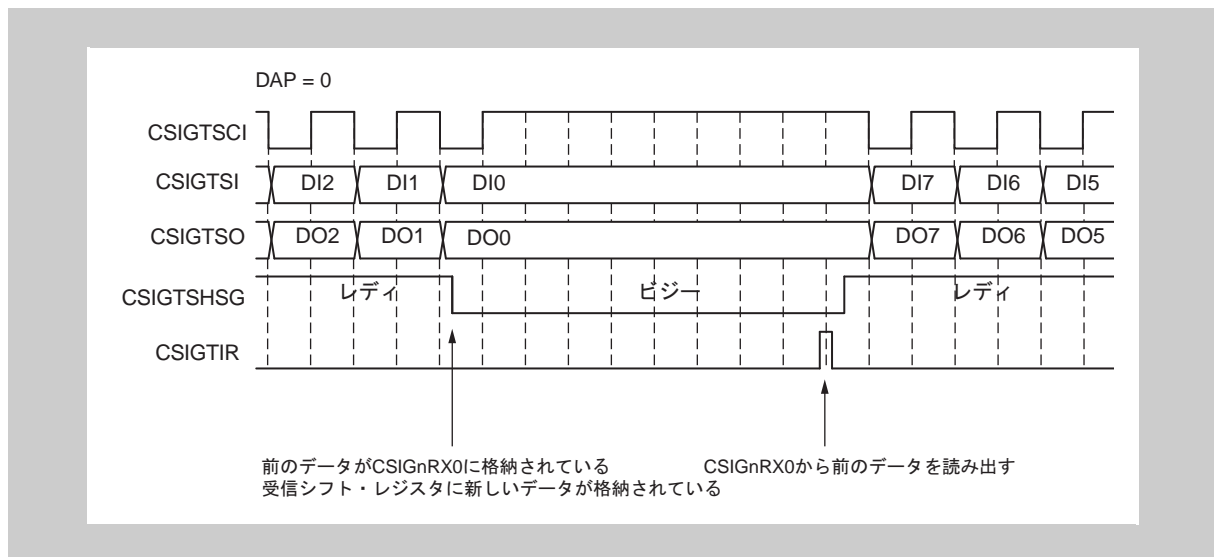 DAP = 0
CSIGTSCI
CSIGTSI DI2 DI1 DI0 DI7 DI6 DI5
CSIGTSO DO2 DO1 DO0 DO7 DO6 DO5
CSIGTSHSG レディ ビジー レディ
CSIGTIR
前のデータがCSIGnRX0に格納されている CSIGnRX0から前のデータを読み出す
受信シフト・レジスタに新しいデータが格納されている